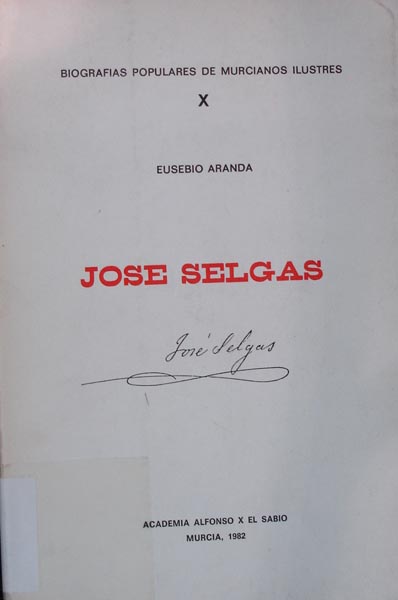 BIOGRAFIAS POPULARES DE MURCIANOS ILUSTRES
X
EUSEBIO ARANDA
JOSE SELGAS
José Selgas
ACADEMIA ALFONSO X EL SABIO
MURCIA, 1982